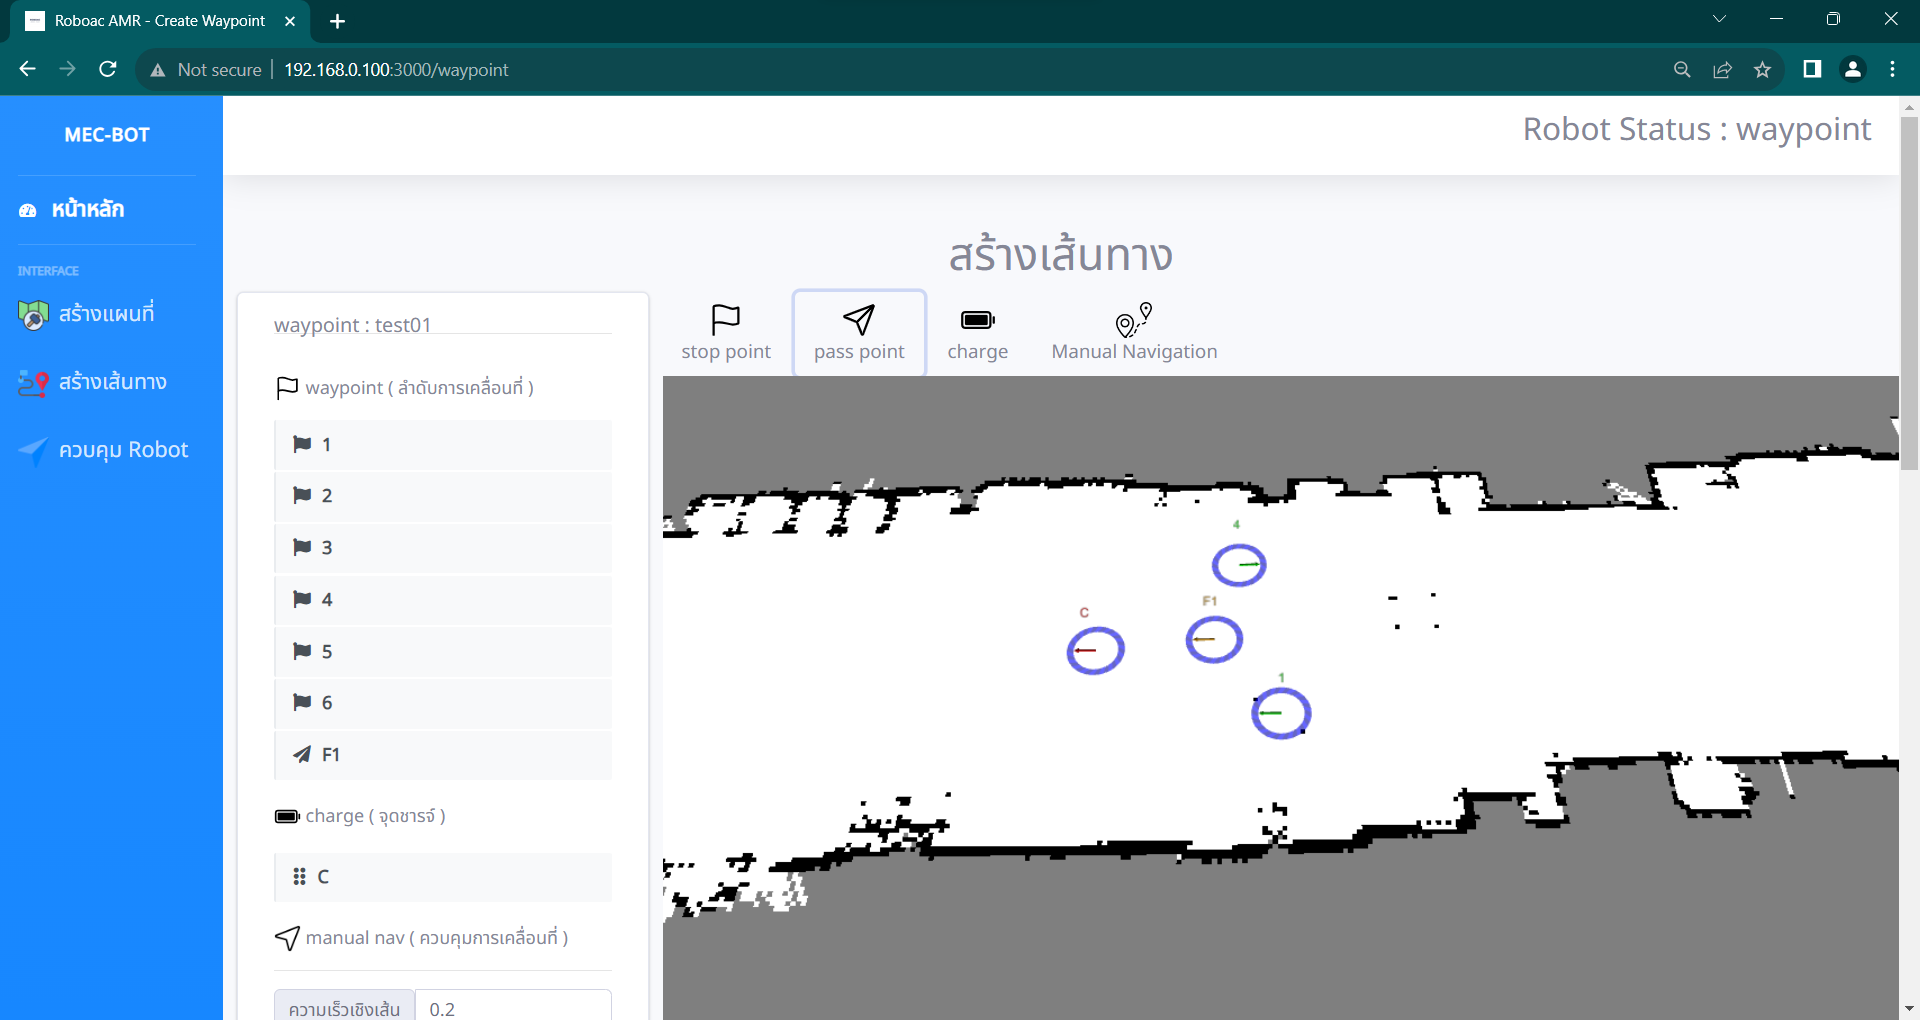 Roboac AMR - Create Waypoint
Not secure
192.168.0.100:3000/waypoint
MEC-BOT
หน้าหลัก
INTERFACE
สร้างแผนที่
สร้างเส้นทาง
ควบคุม Robot
Robot Status : waypoint
สร้างเส้นทาง
waypoint : test01
waypoint ( ลำดับการเคลื่อนที่ )
1
2
3
4
5
6
F1
charge ( จุดชารจ์ )
C
manual nav ( ควบคุมการเคลื่อนที่ )
ความเร็วเชิงเส้น 0.2
stop point
pass point
charge
Manual Navigation
4
F1
C
1